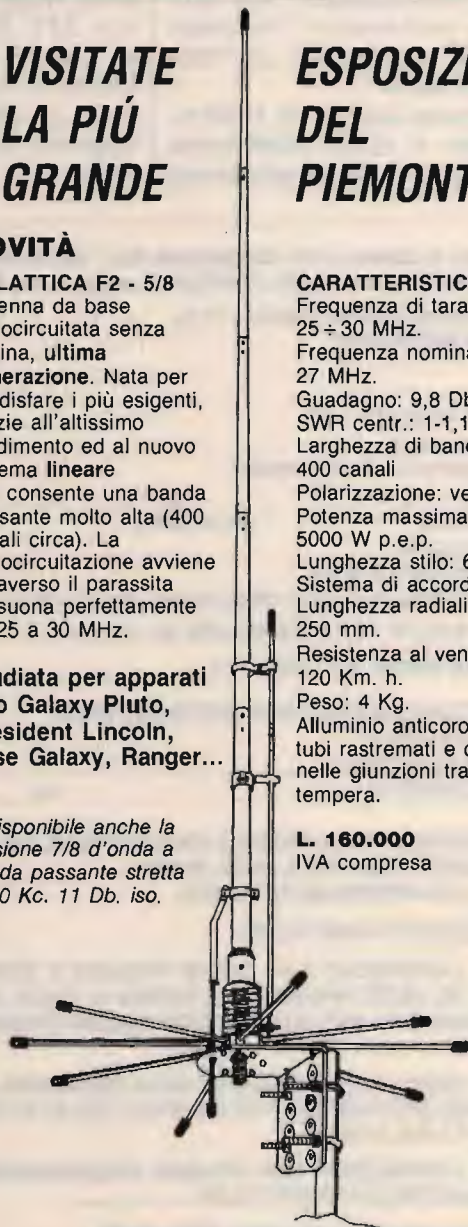 VISITATE
LA PIÚ
GRANDE
OVITÀ
LATTICA F2 - 5/8
enna da base
ocircuitata senza
ina, ultima
nerazione. Nata per
disfare i più esigenti,
zie all'altissimo
dimento ed al nuovo
ema lineare
consente una banda
sante molto alta (400
ali circa). La
ocircuitazione avviene
averso il parassita
suona perfettamente
25 a 30 MHz.
diata per apparati
o Galaxy Pluto,
esident Lincoln,
se Galaxy, Ranger...
isponibile anche la
sione 7/8 d'onda a
da passante stretta
0 Kc. 11 Db. iso.
ESPOSIZI
DEL
PIEMONT
CARATTERISTIC
Frequenza di tara
25÷30 MHz.
Frequenza nomina
27 MHz.
Guadagno: 9,8 Db
SWR centr.: 1-1,1
Larghezza di band
400 canali
Polarizzazione: ve
Potenza massima
5000 W p.e.p.
Lunghezza stilo: 6
Sistema di accord
Lunghezza radiali
250 mm.
Resistenza al ven
120 Km. h.
Peso: 4 Kg.
Alluminio anticoro
tubi rastremati e c
nelle giunzioni tra
tempera.
L. 160.000
IVA compresa